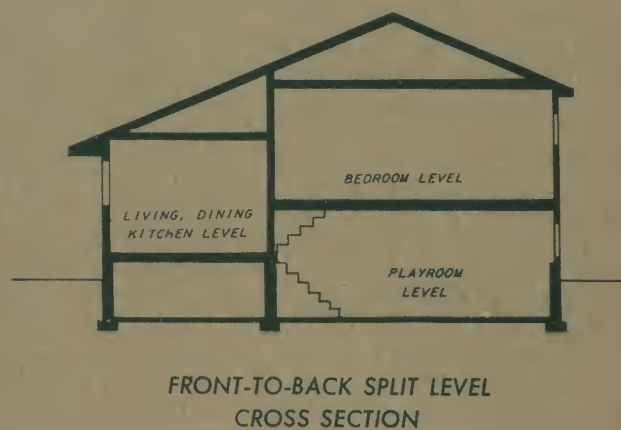 BEDROOM LEVEL
LIVING, DINING
KITCHEN LEVEL
PLAYROOM
LEVEL
FRONT-TO-BACK SPLIT LEVEL
CROSS SECTION